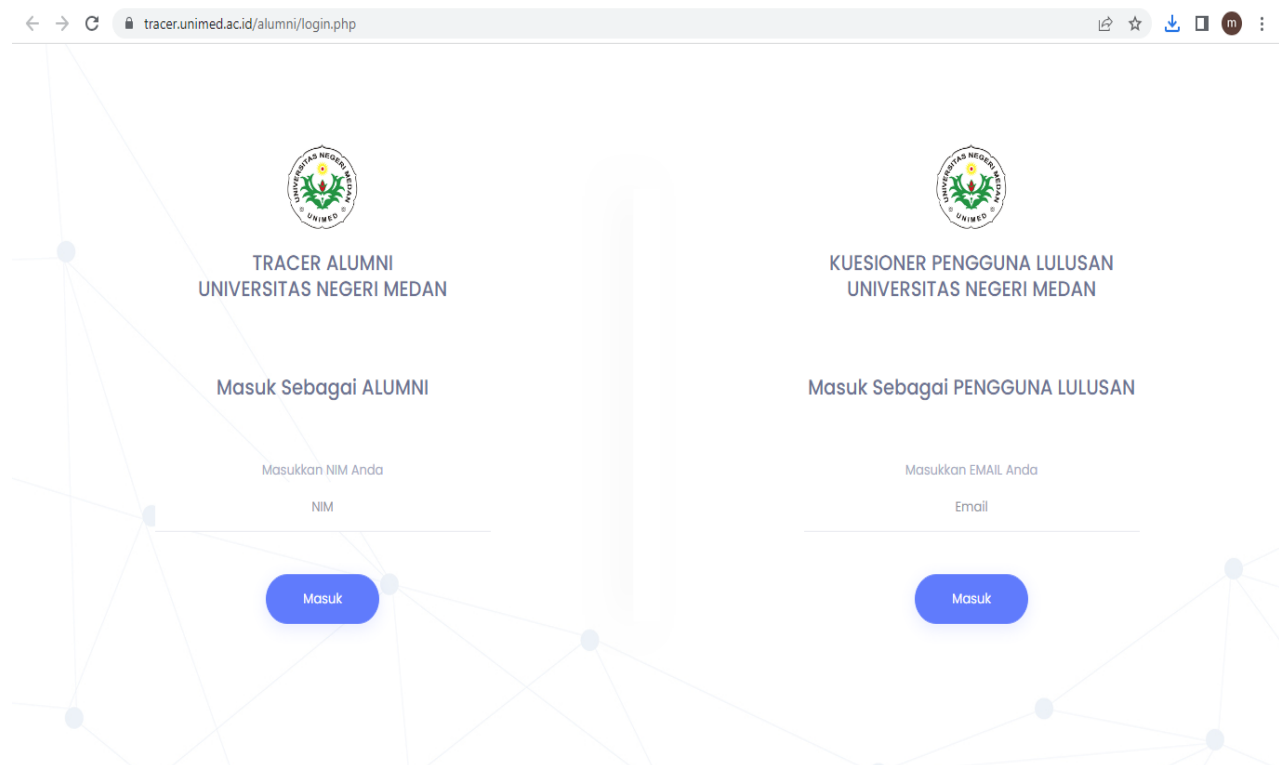 tracer.unimed.ac.id/alumni/login.php
m
UNIVERSITAS NEGERI MEDAN
UNIMED
TRACER ALUMNI
UNIVERSITAS NEGERI MEDAN
Masuk Sebagai ALUMNI
Masukkan NIM Anda
NIM
Masuk
UNIVERSITAS NEGERI MEDAN
UNIMED
KUESIONER PENGGUNA LULUSAN
UNIVERSITAS NEGERI MEDAN
Masuk Sebagai PENGGUNA LULUSAN
Masukkan EMAIL Anda
Email
Masuk